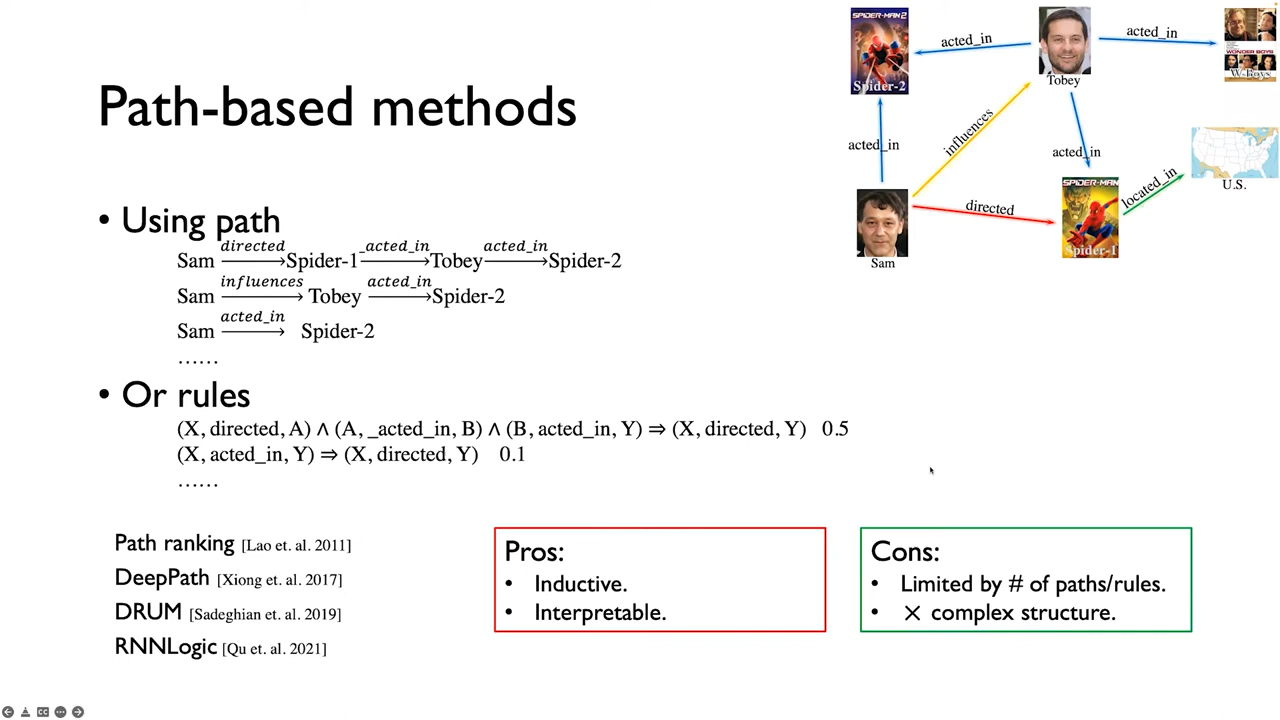 Path-based methods
• Using path
Sam directed Spider-1 _acted_in Tobey acted_in Spider-2
Sam influences Tobey acted_in Spider-2
Sam acted_in Spider-2
……
• Or rules
(X, directed, A) ∧ (A, _acted_in, B) ∧ (B, acted_in, Y) ⇒ (X, directed, Y) 0.5
(X, acted_in, Y) ⇒ (X, directed, Y) 0.1
……
Path ranking [Lao et. al. 2011]
DeepPath [Xiong et. al. 2017]
DRUM [Sadeghian et. al. 2019]
RNNLogic [Qu et. al. 2021]
Pros:
• Inductive.
• Interpretable.
Cons:
• Limited by # of paths/rules.
• × complex structure.
SPIDER-MAN 2
Spider-2
acted_in
Tobey
acted_in
WONDER BOYS
W-Boys
acted_in
influences
acted_in
U.S.
located_in
directed
SPIDER-MAN
Spider-1
Sam